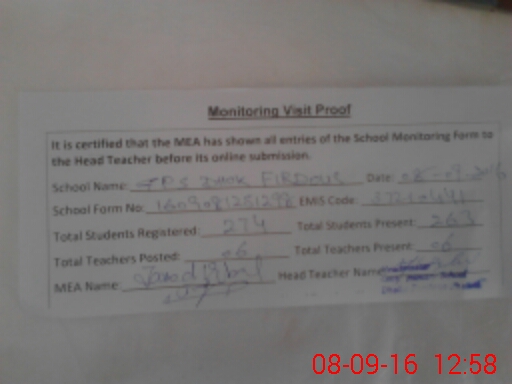 Monitoring Visit Proof
It is certified that the MEA has shown all entries of the School Monitoring Form to
the Head Teacher before its online submission.
School Name: FIRDOUS Date: 08-09-2016
School Form No: EMIS Code:
Total Students Registered: 274 Total Students Present: 263
Total Teachers Posted: 06 Total Teachers Present: 06
MEA Name: Head Teacher Name
08-09-16 12:58